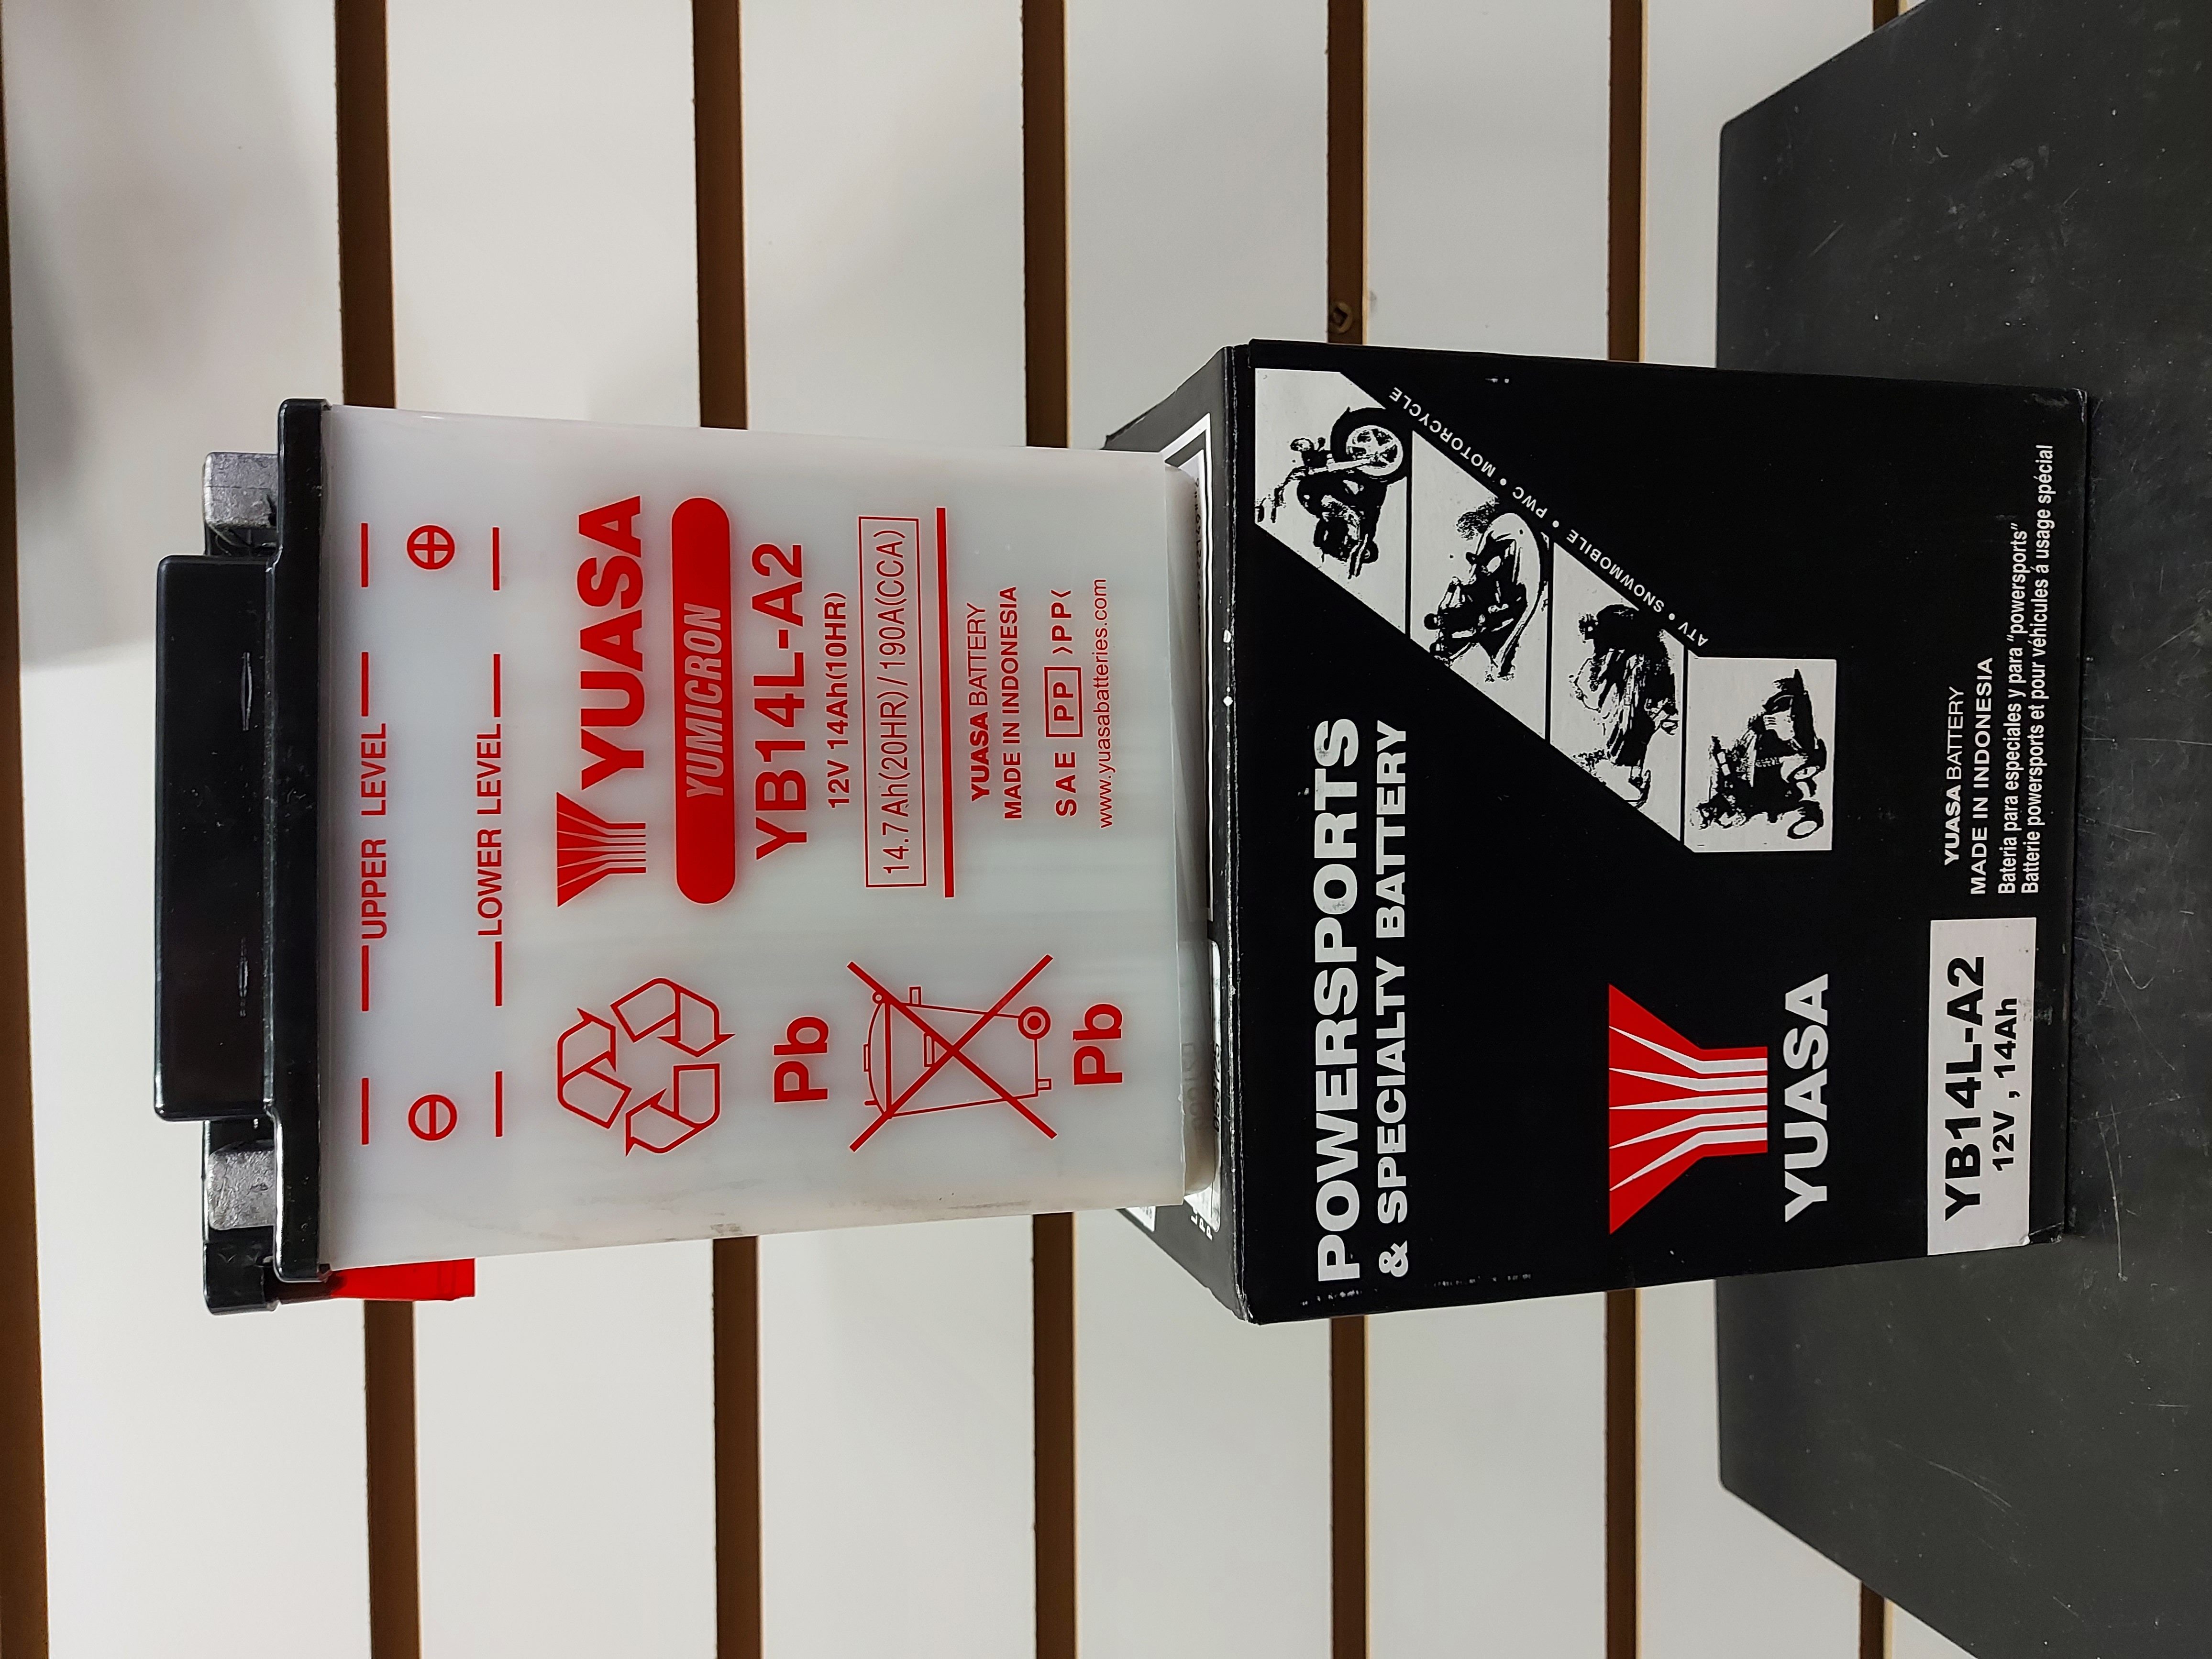 UPPER LEVEL
LOWER LEVEL
YUASA
YUMICRON
YB14L-A2
12V 14Ah(10HR)
14.7Ah(20HR) / 190A(CCA)
YUASA BATTERY
MADE IN INDONESIA
SAE PP >PP<
www.yuasabatteries.com
Pb
Pb
POWERSPORTS
& SPECIALTY BATTERY
ATV • SNOWMOBILE • PWC • MOTORCYCLE
YUASA
YB14L-A2
12V , 14Ah
YUASA BATTERY
MADE IN INDONESIA
Bateria para especiales y para "powersports"
Batterie powersports et pour véhicules á usage spécial